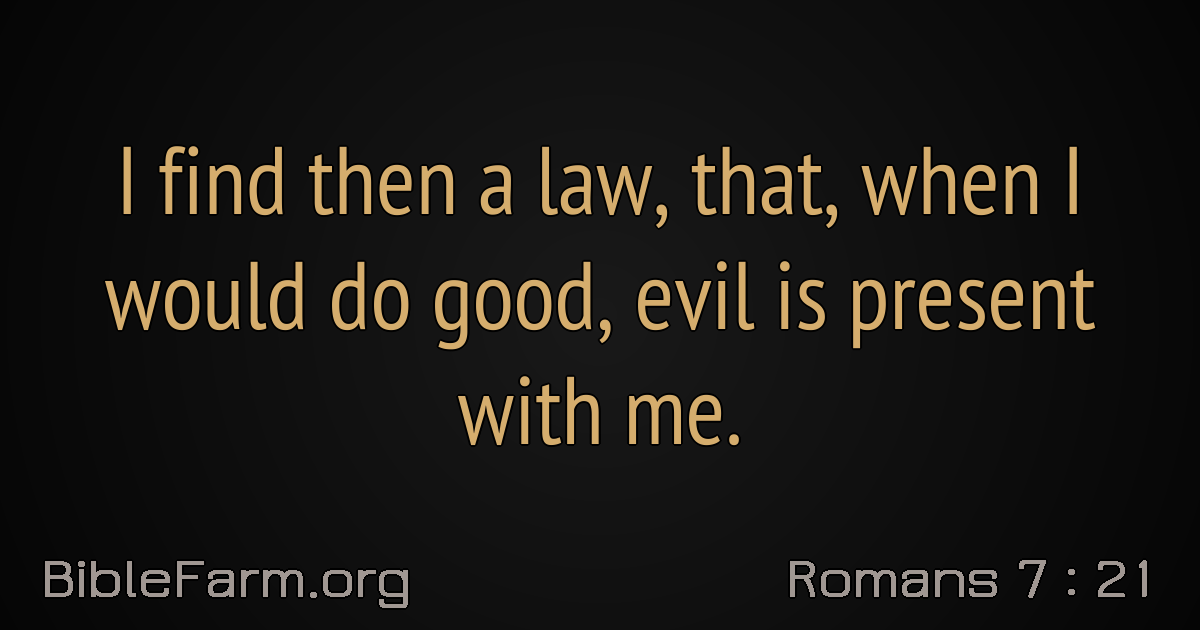 I find then a law, that, when I
would do good, evil is present
with me.
BibleFarm.org
Romans 7 : 21